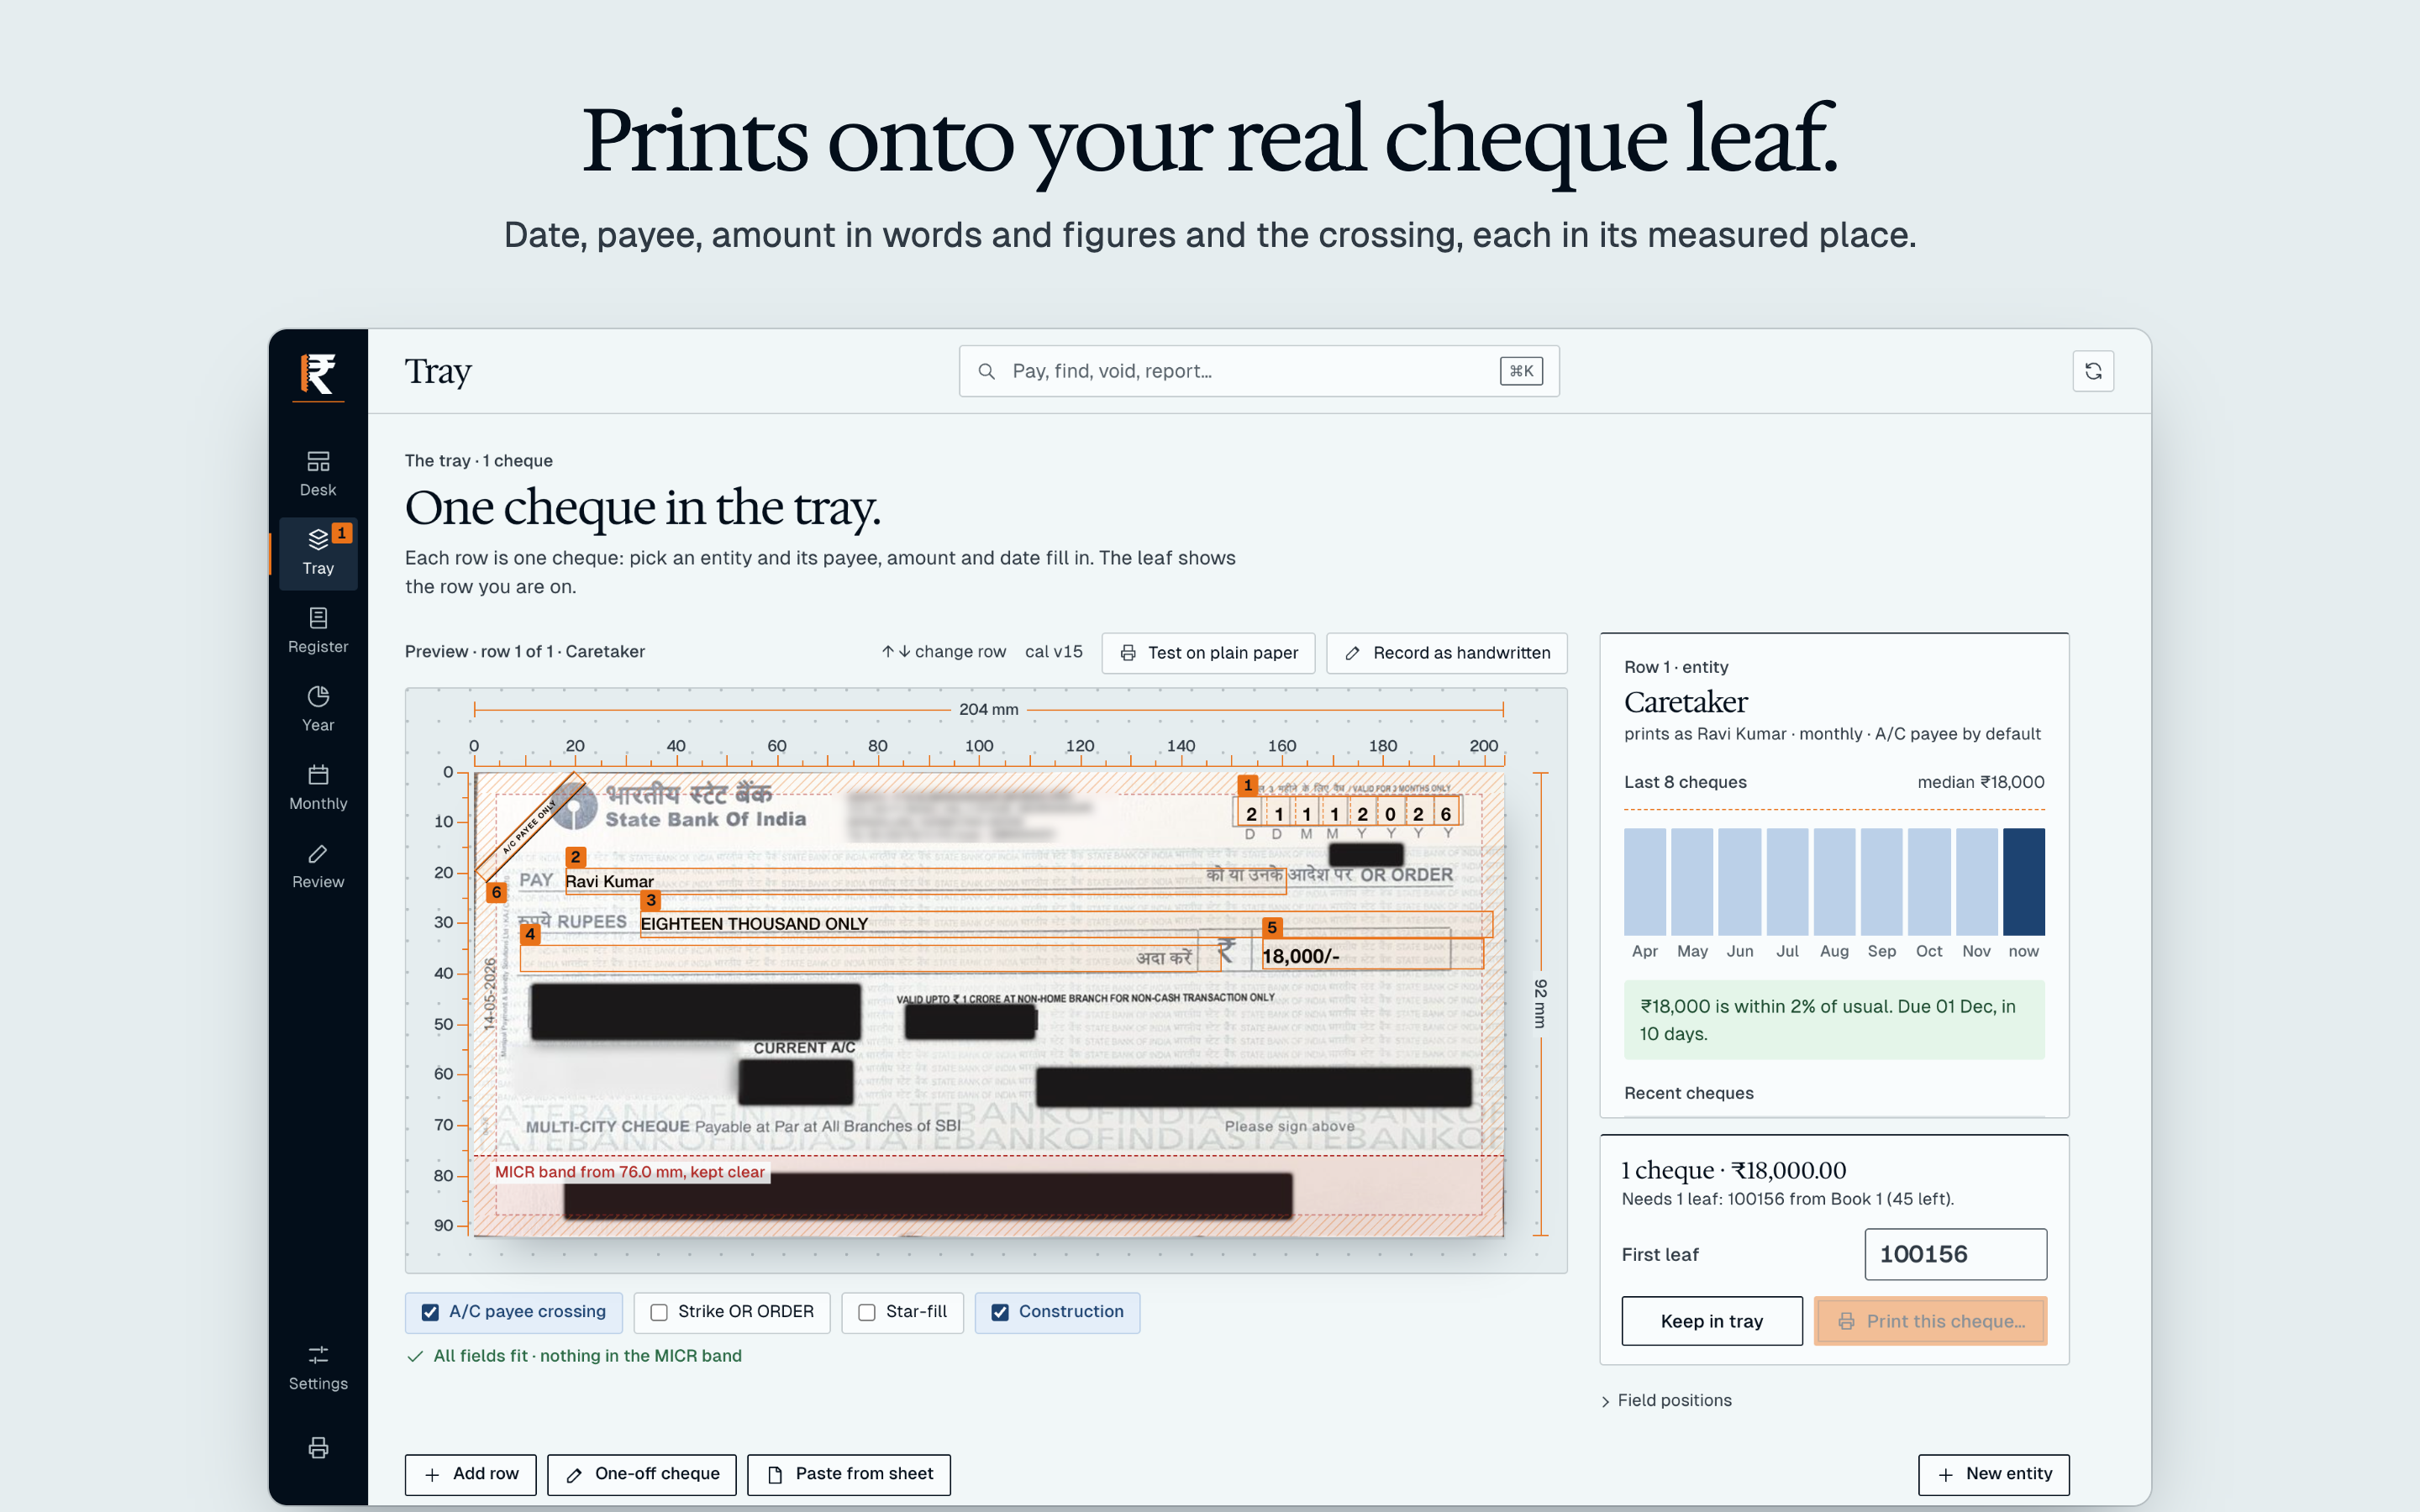 Prints onto your real cheque leaf.
Date, payee, amount in words and figures and the crossing, each in its measured place.
Tray
Pay, find, void, report...
⌘K
Desk
1
Tray
Register
Year
Monthly
Review
Settings
The tray · 1 cheque
One cheque in the tray.
Each row is one cheque: pick an entity and its payee, amount and date fill in. The leaf shows
the row you are on.
Preview · row 1 of 1 · Caretaker
↑↓ change row
cal v15
Test on plain paper
Record as handwritten
204 mm
0 20 40 60 80 100 120 140 160 180 200
0
10
20
30
40
50
60
70
80
90
92 mm
A/C PAYEE ONLY
भारतीय स्टेट बैंक
State Bank Of India
1
3 महीने के लिए वैध / VALID FOR 3 MONTHS ONLY
2 1 1 1 2 0 2 6
D D M M Y Y Y Y
2
PAY Ravi Kumar
को या उनके आदेश पर OR ORDER
6
3
रुपये RUPEES EIGHTEEN THOUSAND ONLY
4
5
अदा करें ₹ 18,000/-
14-05-2026
VALID UPTO ₹ 1 CRORE AT NON-HOME BRANCH FOR NON-CASH TRANSACTION ONLY
CURRENT A/C
MULTI-CITY CHEQUE Payable at Par at All Branches of SBI
Please sign above
MICR band from 76.0 mm, kept clear
A/C payee crossing
Strike OR ORDER
Star-fill
Construction
All fields fit · nothing in the MICR band
Add row
One-off cheque
Paste from sheet
Row 1 · entity
Caretaker
prints as Ravi Kumar · monthly · A/C payee by default
Last 8 cheques
median ₹18,000
Apr May Jun Jul Aug Sep Oct Nov now
₹18,000 is within 2% of usual. Due 01 Dec, in
10 days.
Recent cheques
1 cheque · ₹18,000.00
Needs 1 leaf: 100156 from Book 1 (45 left).
First leaf
100156
Keep in tray
Print this cheque...
Field positions
New entity